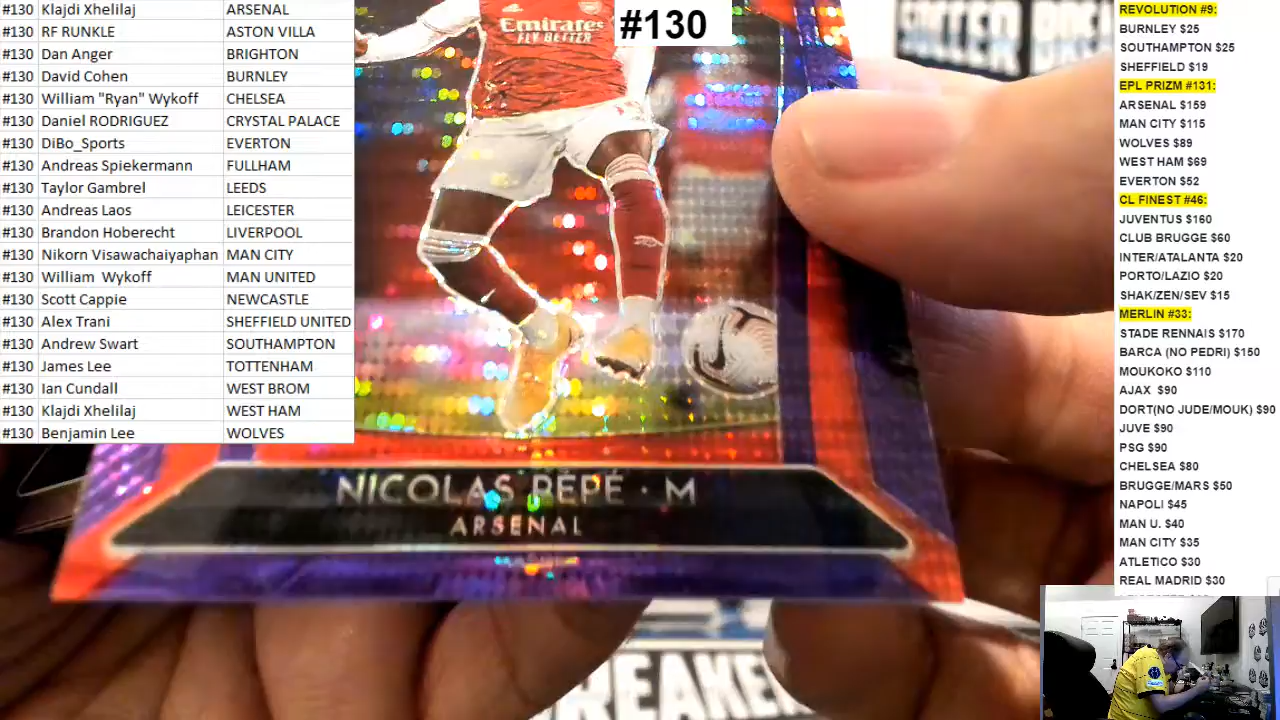 #130 Klajdi Xhelilaj ARSENAL
#130 RF RUNKLE ASTON VILLA
#130 Dan Anger BRIGHTON
#130 David Cohen BURNLEY
#130 William "Ryan" Wykoff CHELSEA
#130 Daniel RODRIGUEZ CRYSTAL PALACE
#130 DiBo_Sports EVERTON
#130 Andreas Spiekermann FULLHAM
#130 Taylor Gambrel LEEDS
#130 Andreas Laos LEICESTER
#130 Brandon Hoberecht LIVERPOOL
#130 Nikorn Visawachaiyaphan MAN CITY
#130 William Wykoff MAN UNITED
#130 Scott Cappie NEWCASTLE
#130 Alex Trani SHEFFIELD UNITED
#130 Andrew Swart SOUTHAMPTON
#130 James Lee TOTTENHAM
#130 Ian Cundall WEST BROM
#130 Klajdi Xhelilaj WEST HAM
#130 Benjamin Lee WOLVES
#130
Emirates
FLY BETTER
NICOLAS PÉPÉ · M
ARSENAL
REVOLUTION #9:
BURNLEY $25
SOUTHAMPTON $25
SHEFFIELD $19
EPL PRIZM #131:
ARSENAL $159
MAN CITY $115
WOLVES $89
WEST HAM $69
EVERTON $52
CL FINEST #46:
JUVENTUS $160
CLUB BRUGGE $60
INTER/ATALANTA $20
PORTO/LAZIO $20
SHAK/ZEN/SEV $15
MERLIN #33:
STADE RENNAIS $170
BARCA (NO PEDRI) $150
MOUKOKO $110
AJAX $90
DORT(NO JUDE/MOUK) $90
JUVE $90
PSG $90
CHELSEA $80
BRUGGE/MARS $50
NAPOLI $45
MAN U. $40
MAN CITY $35
ATLETICO $30
REAL MADRID $30